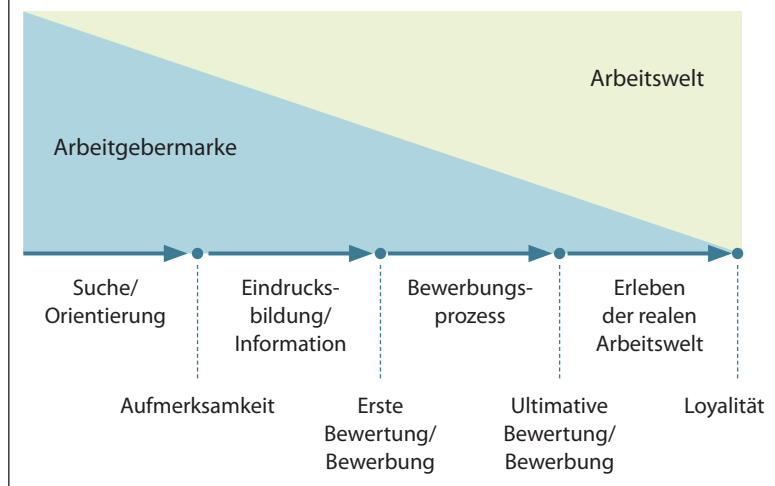 Arbeitswelt
Arbeitgebermarke
Suche/
Orientierung
Eindrucks-
bildung/
Information
Bewerbungs-
prozess
Erleben
der realen
Arbeitswelt
Aufmerksamkeit
Erste
Bewertung/
Bewerbung
Ultimative
Bewertung/
Bewerbung
Loyalität